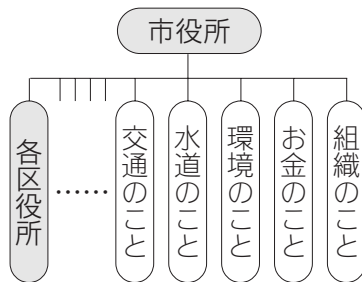 市役所
各区役所
……
交通のこと
水道のこと
環境のこと
お金のこと
組織のこと